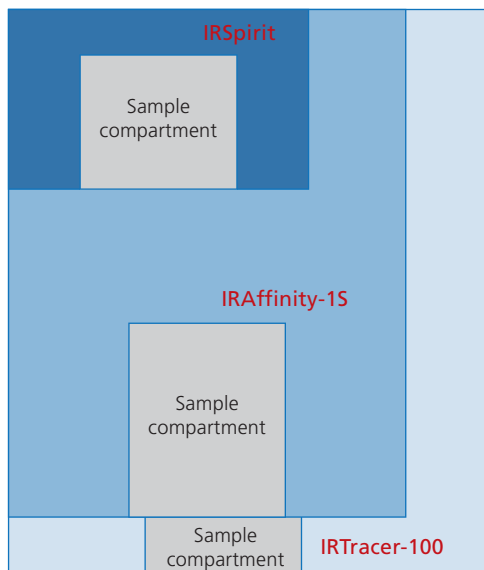 IRSpirit
Sample
compartment
IRAffinity-1S
Sample
compartment
Sample
compartment
IRTracer-100